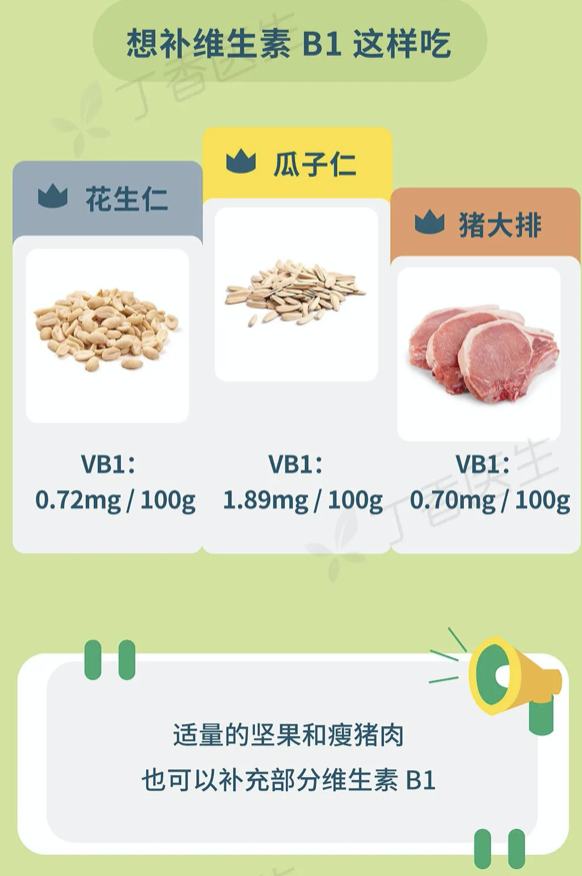 想补维生素 B1 这样吃
丁香医生
瓜子仁
花生仁
猪大排
VB1：
0.72mg / 100g
VB1：
1.89mg / 100g
VB1：
0.70mg / 100g
丁香医生
适量的坚果和瘦猪肉
也可以补充部分维生素 B1